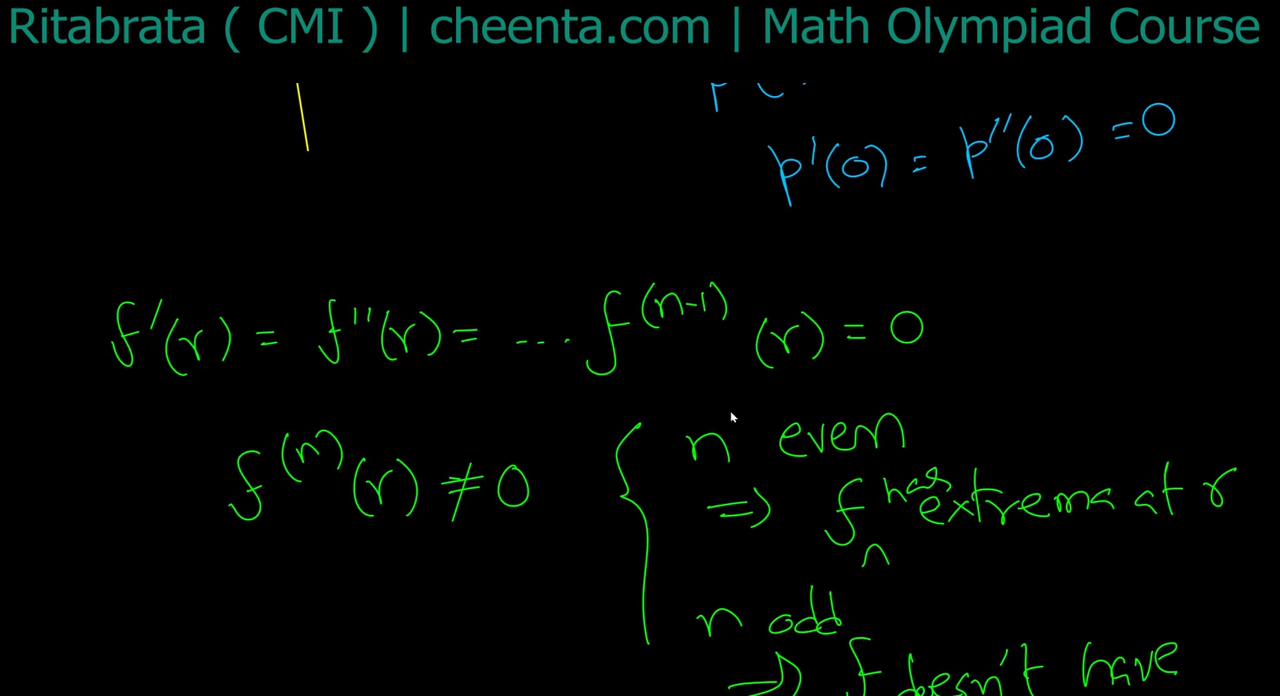 Ritabrata ( CMI ) | cheenta.com | Math Olympiad Course
p'(0) = p''(0) = 0
f'(r) = f''(r) = ... f^(n-1) (r) = 0
f^(n) (r) ≠ 0
n even
⇒ f has extrema at r
n
n odd
⇒ f doesn't have